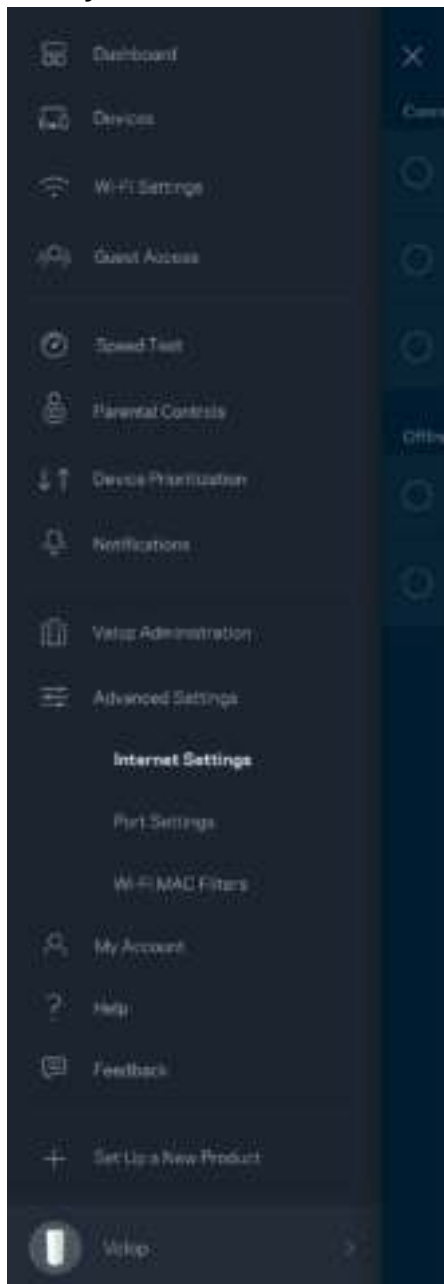 Dashboard
Devices
Wi-Fi Settings
Guest Access
Speed Test
Parental Controls
Device Prioritization
Notifications
Velop Administration
Advanced Settings
Internet Settings
Port Settings
Wi-Fi MAC Filters
My Account
Help
Feedback
Set Up a New Product
Velop